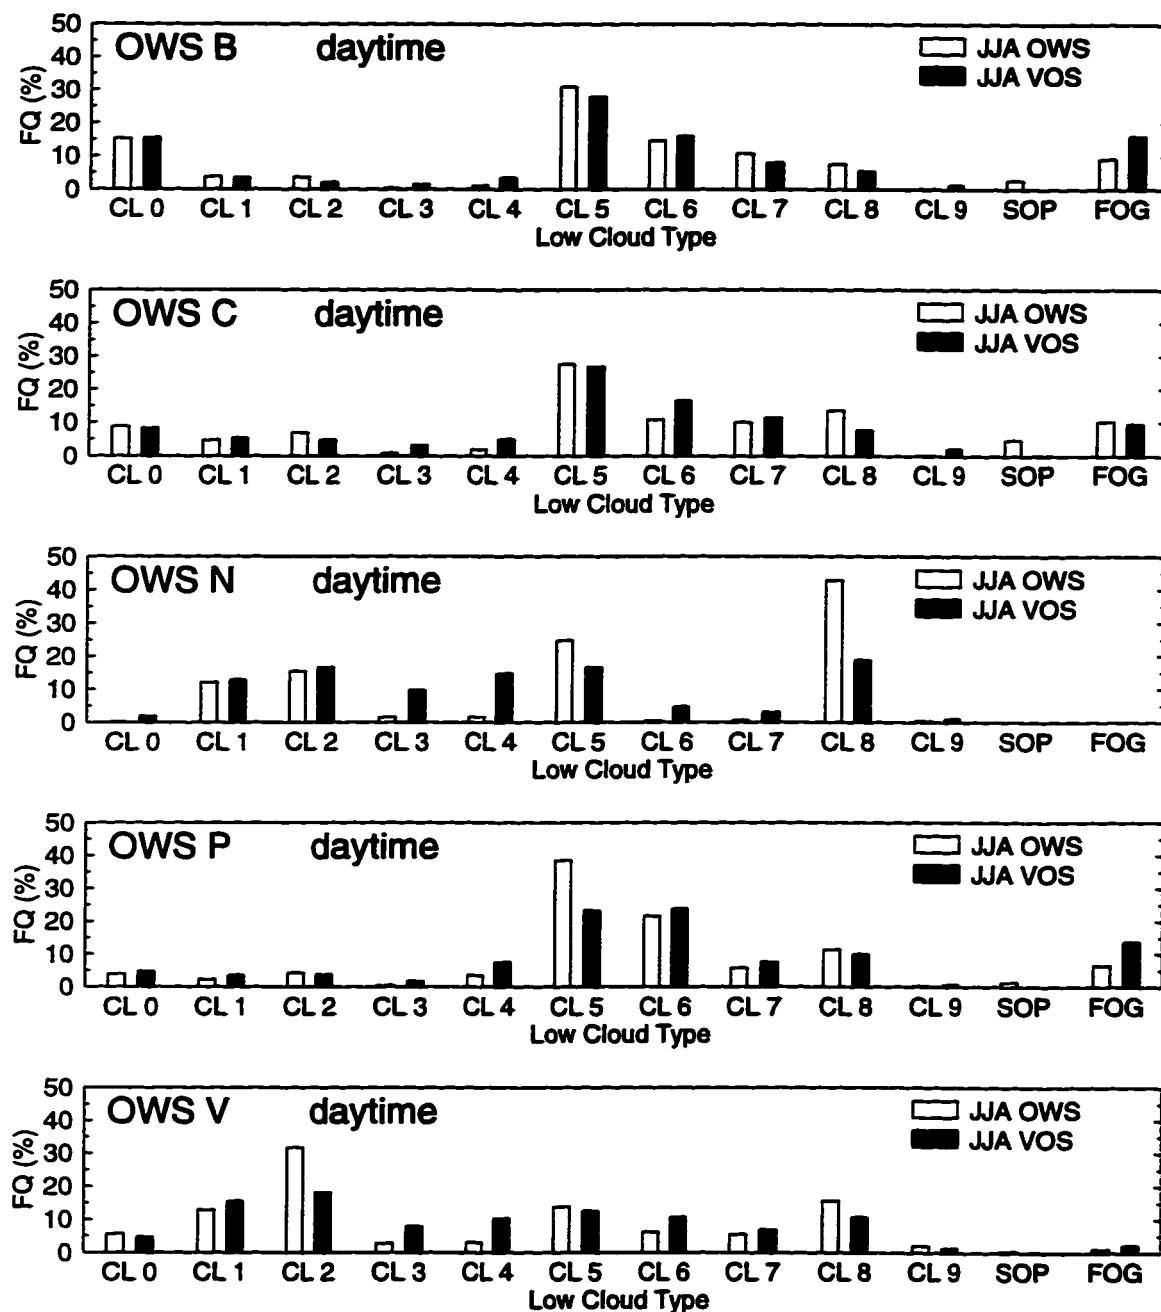 OWS B daytime
JJA OWS
JJA VOS
FQ (%)
50
40
30
20
10
0
CL 0 CL 1 CL 2 CL 3 CL 4 CL 5 CL 6 CL 7 CL 8 CL 9 SOP FOG
Low Cloud Type
OWS C daytime
JJA OWS
JJA VOS
FQ (%)
50
40
30
20
10
0
CL 0 CL 1 CL 2 CL 3 CL 4 CL 5 CL 6 CL 7 CL 8 CL 9 SOP FOG
Low Cloud Type
OWS N daytime
JJA OWS
JJA VOS
FQ (%)
50
40
30
20
10
0
CL 0 CL 1 CL 2 CL 3 CL 4 CL 5 CL 6 CL 7 CL 8 CL 9 SOP FOG
Low Cloud Type
OWS P daytime
JJA OWS
JJA VOS
FQ (%)
50
40
30
20
10
0
CL 0 CL 1 CL 2 CL 3 CL 4 CL 5 CL 6 CL 7 CL 8 CL 9 SOP FOG
Low Cloud Type
OWS V daytime
JJA OWS
JJA VOS
FQ (%)
50
40
30
20
10
0
CL 0 CL 1 CL 2 CL 3 CL 4 CL 5 CL 6 CL 7 CL 8 CL 9 SOP FOG
Low Cloud Type